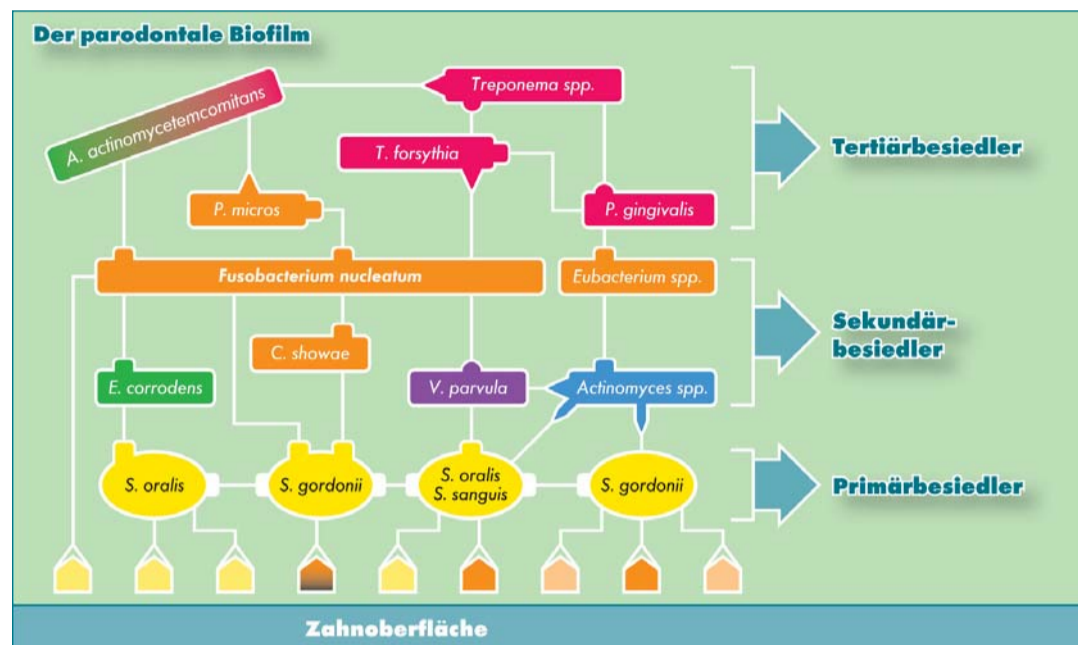 Der parodontale Biofilm
A. actinomycetemcomitans
Treponema spp.
T. forsythia
P. micros
P. gingivalis
Tertiärbesiedler
Fusobacterium nucleatum
Eubacterium spp.
C. showae
Sekundär-
besiedler
E. corrodens
V. parvula
Actinomyces spp.
S. oralis
S. gordonii
S. oralis
S. sanguis
S. gordonii
Primärbesiedler
Zahnoberfläche